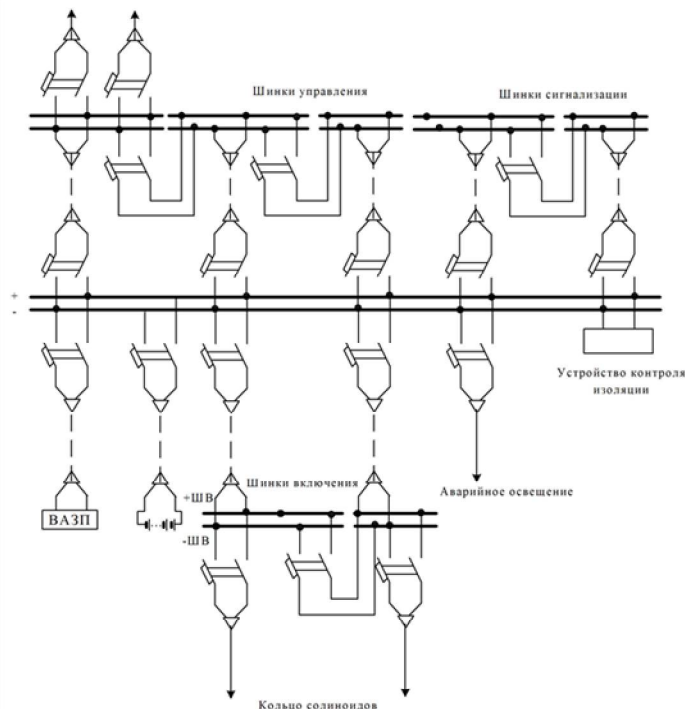 Шинки управления
Шинки сигнализации
+
-
Устройство контроля
изоляции
Шинки включения
+ШВ
Аварийное освещение
ВАЗП
-ШВ
Кольцо солиноидов